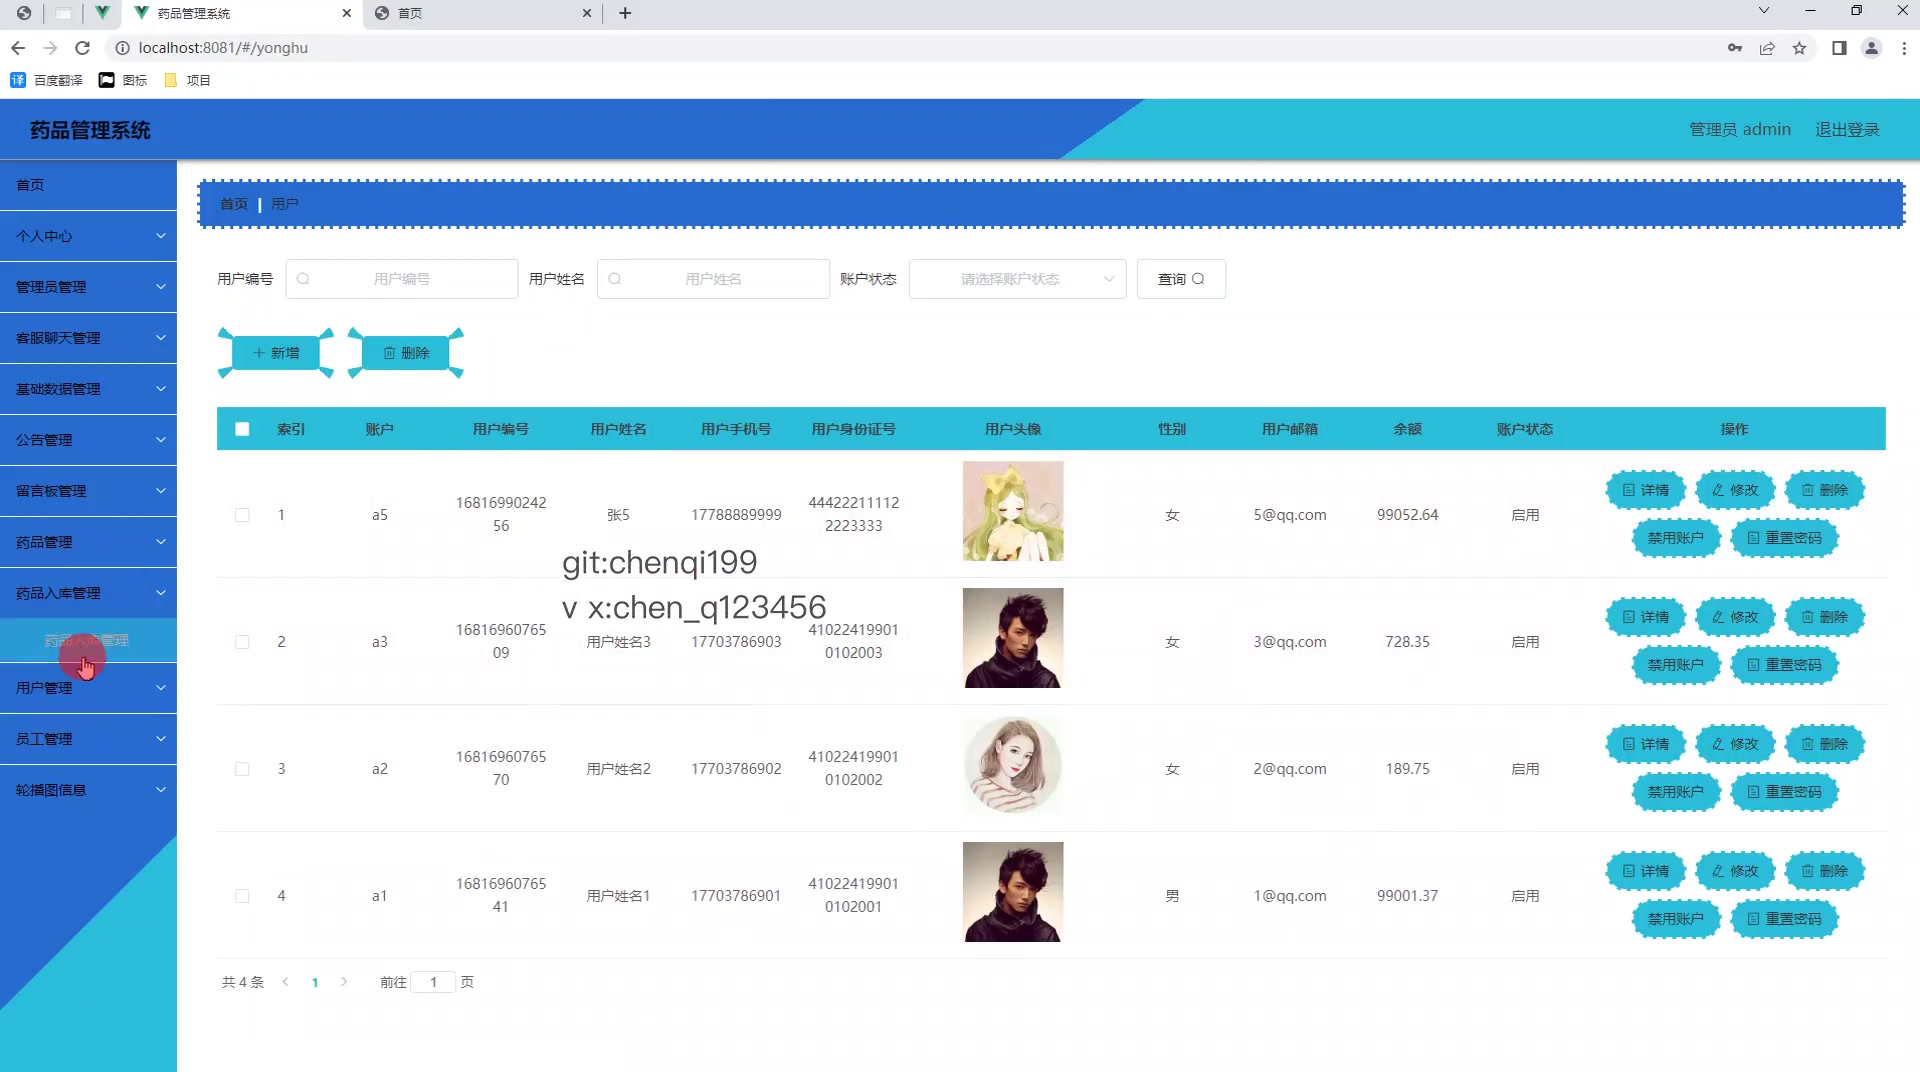 药品管理系统
首页
localhost:8081/#/yonghu
百度翻译 图标 项目
药品管理系统
管理员 admin 退出登录
首页
个人中心
管理员管理
客服聊天管理
基础数据管理
公告管理
留言板管理
药品管理
药品入库管理
药品入库管理
用户管理
员工管理
轮播图信息
首页 | 用户
用户编号 用户编号 用户姓名 用户姓名 账户状态 请选择账户状态 查询
新增 删除
索引 账户 用户编号 用户姓名 用户手机号 用户身份证号 用户头像 性别 用户邮箱 余额 账户状态 操作
1 a5 1681699024256 张5 17788889999 444222111122223333 女 5@qq.com 99052.64 启用 详情 修改 删除 禁用账户 重置密码
git:chenqi199
v x:chen_q123456
2 a3 1681696076509 用户姓名3 17703786903 410224199010102003 女 3@qq.com 728.35 启用 详情 修改 删除 禁用账户 重置密码
3 a2 1681696076570 用户姓名2 17703786902 410224199010102002 女 2@qq.com 189.75 启用 详情 修改 删除 禁用账户 重置密码
4 a1 1681696076541 用户姓名1 17703786901 410224199010102001 男 1@qq.com 99001.37 启用 详情 修改 删除 禁用账户 重置密码
共 4 条 1 前往 1 页